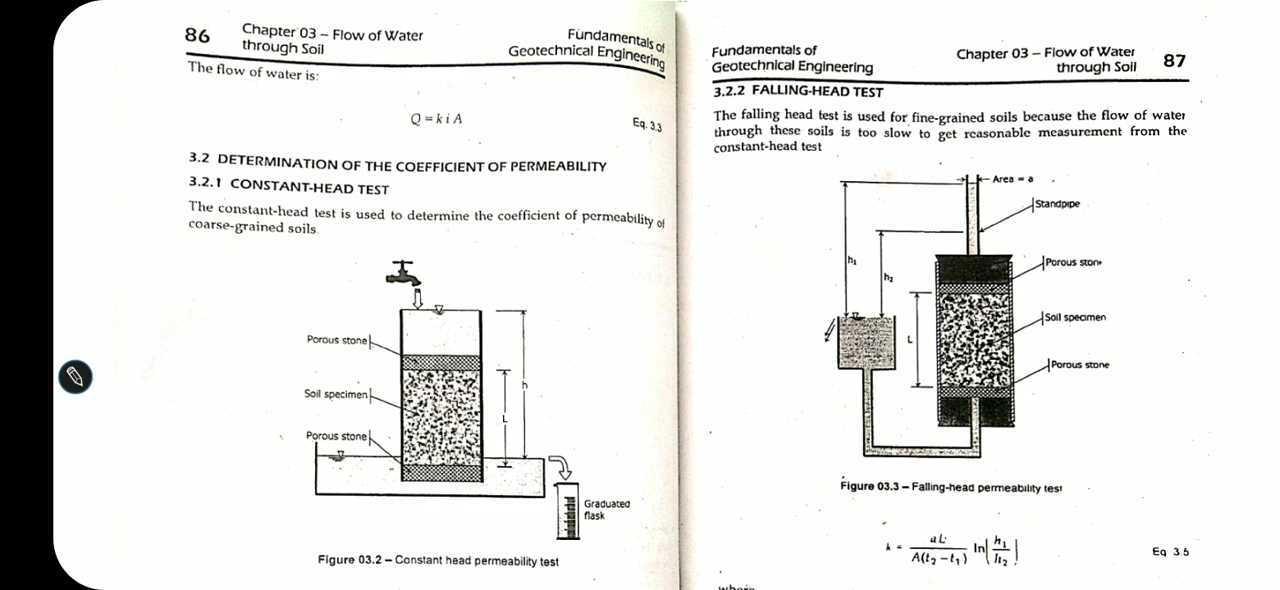 86
Chapter 03 – Flow of Water
through Soil
Fundamentals of
Geotechnical Engineering
The flow of water is:
Q = k i A
Eq. 3.3
3.2 DETERMINATION OF THE COEFFICIENT OF PERMEABILITY
3.2.1 CONSTANT-HEAD TEST
The constant-head test is used to determine the coefficient of permeability of
coarse-grained soils.
Porous stone
Soil specimen
Porous stone
h
L
Graduated
flask
Figure 03.2 – Constant head permeability test
Fundamentals of
Geotechnical Engineering
Chapter 03 – Flow of Water
through Soil
87
3.2.2 FALLING-HEAD TEST
The falling head test is used for fine-grained soils because the flow of water
through these soils is too slow to get reasonable measurement from the
constant-head test
Area = a
Standpipe
h₁
h₂
Porous ston
Soil specimen
L
Porous stone
Figure 03.3 – Falling-head permeability test
k = a L / A(t₂ – t₁) ln(h₁ / h₂)
Eq 3.5